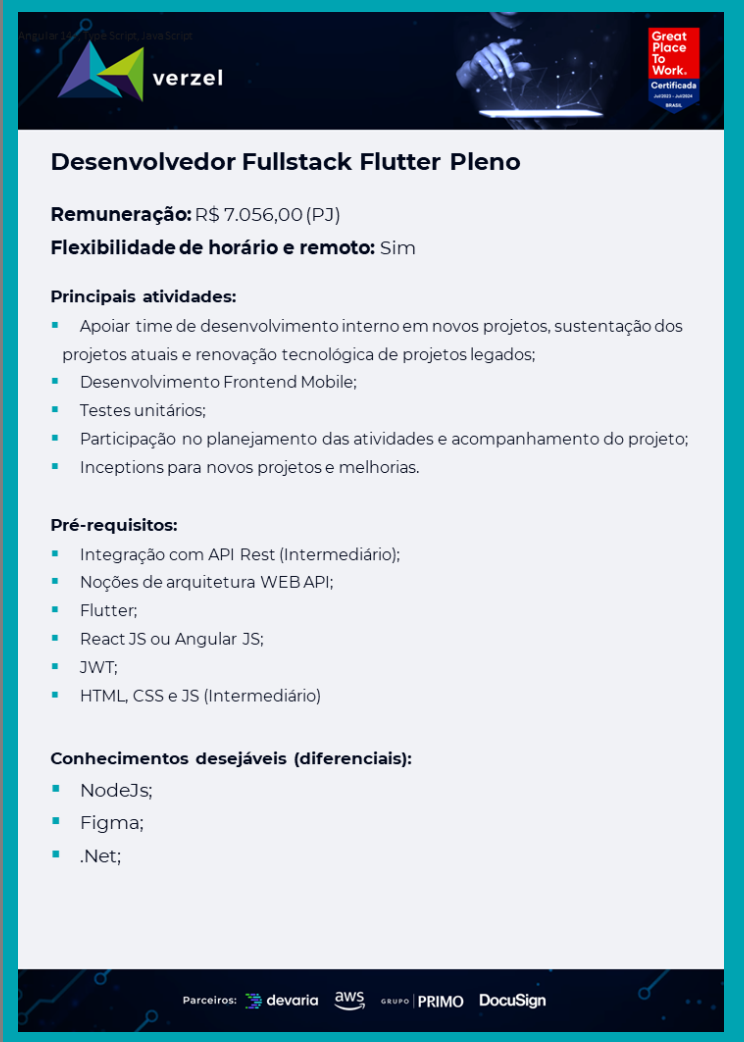 Angular 14+, Type Script, JavaScript
verzel
Great
Place
To
Work.
Certificada
Jul/2023 - Jul/2024
BRASIL
Desenvolvedor Fullstack Flutter Pleno
Remuneração: R$ 7.056,00 (PJ)
Flexibilidade de horário e remoto: Sim
Principais atividades:
▪ Apoiar time de desenvolvimento interno em novos projetos, sustentação dos
projetos atuais e renovação tecnológica de projetos legados;
▪ Desenvolvimento Frontend Mobile;
▪ Testes unitários;
▪ Participação no planejamento das atividades e acompanhamento do projeto;
▪ Inceptions para novos projetos e melhorias.
Pré-requisitos:
▪ Integração com API Rest (Intermediário);
▪ Noções de arquitetura WEB API;
▪ Flutter;
▪ React JS ou Angular JS;
▪ JWT;
▪ HTML, CSS e JS (Intermediário)
Conhecimentos desejáveis (diferenciais):
▪ NodeJs;
▪ Figma;
▪ .Net;
Parceiros: devaria aws GRUPO | PRIMO DocuSign